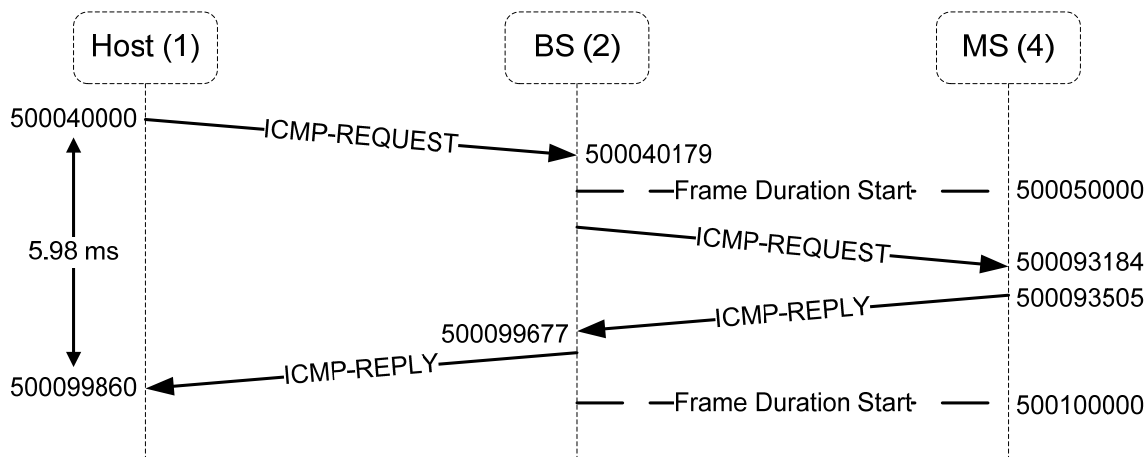 Host (1)
BS (2)
MS (4)
500040000
ICMP-REQUEST
500040179
Frame Duration Start
500050000
5.98 ms
ICMP-REQUEST
500093184
500093505
ICMP-REPLY
500099677
ICMP-REPLY
500099860
Frame Duration Start
500100000